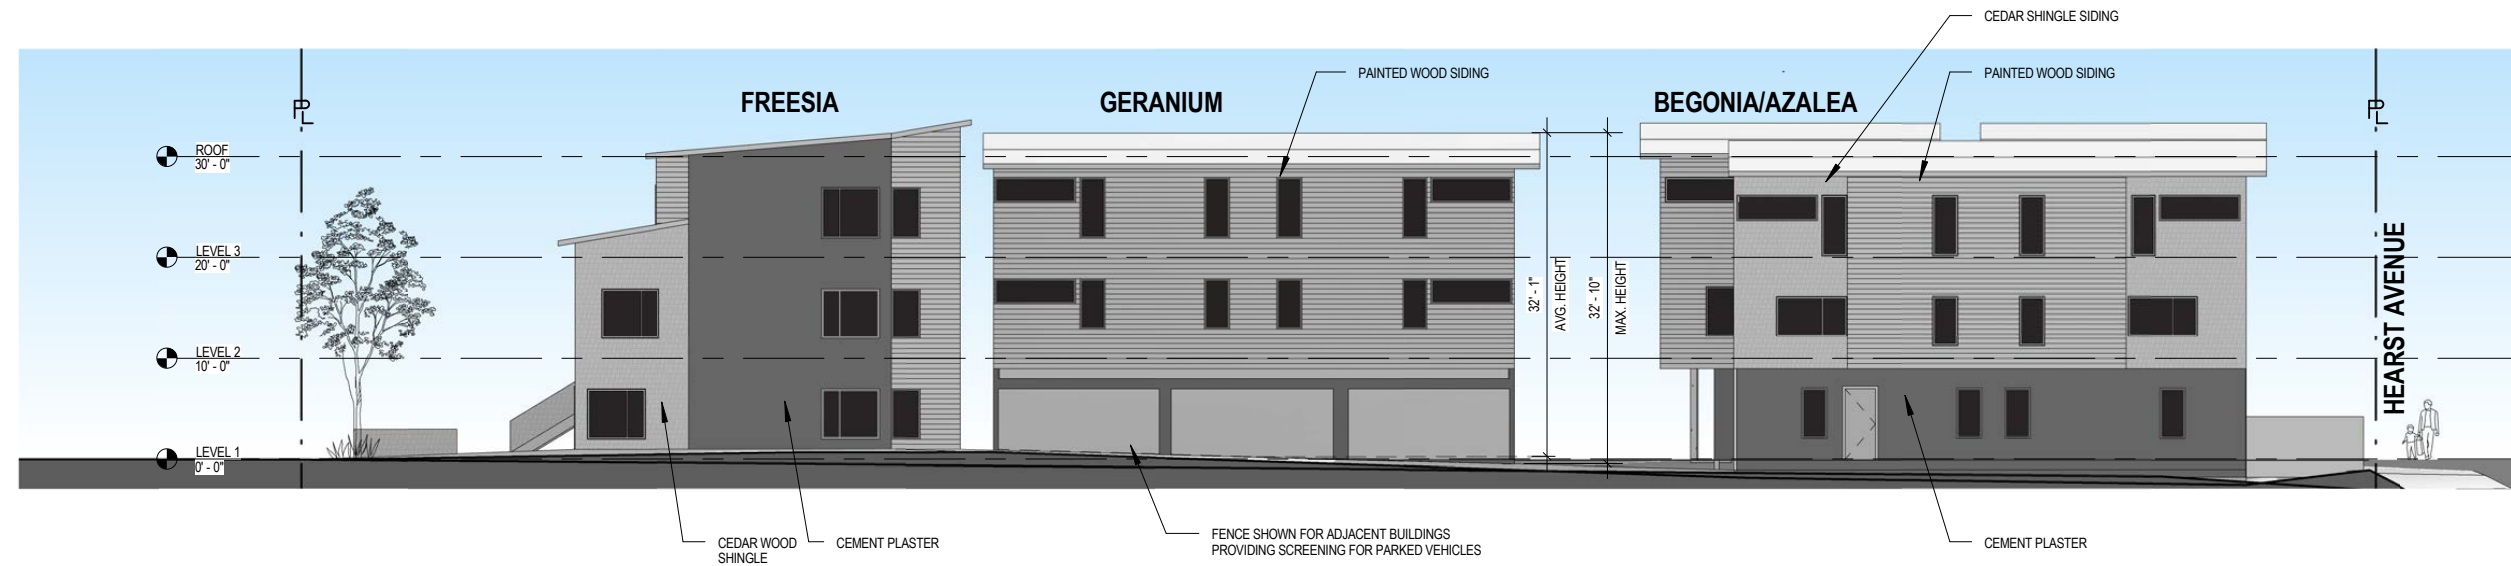 CEDAR SHINGLE SIDING
PAINTED WOOD SIDING
PAINTED WOOD SIDING
FREESIA
GERANIUM
BEGONIA/AZALEA
PL
PL
ROOF
30' - 0"
LEVEL 3
20' - 0"
LEVEL 2
10' - 0"
LEVEL 1
0' - 0"
32' - 1"
AVG. HEIGHT
32' - 10"
MAX. HEIGHT
HEARST AVENUE
CEDAR WOOD
SHINGLE
CEMENT PLASTER
FENCE SHOWN FOR ADJACENT BUILDINGS
PROVIDING SCREENING FOR PARKED VEHICLES
CEMENT PLASTER